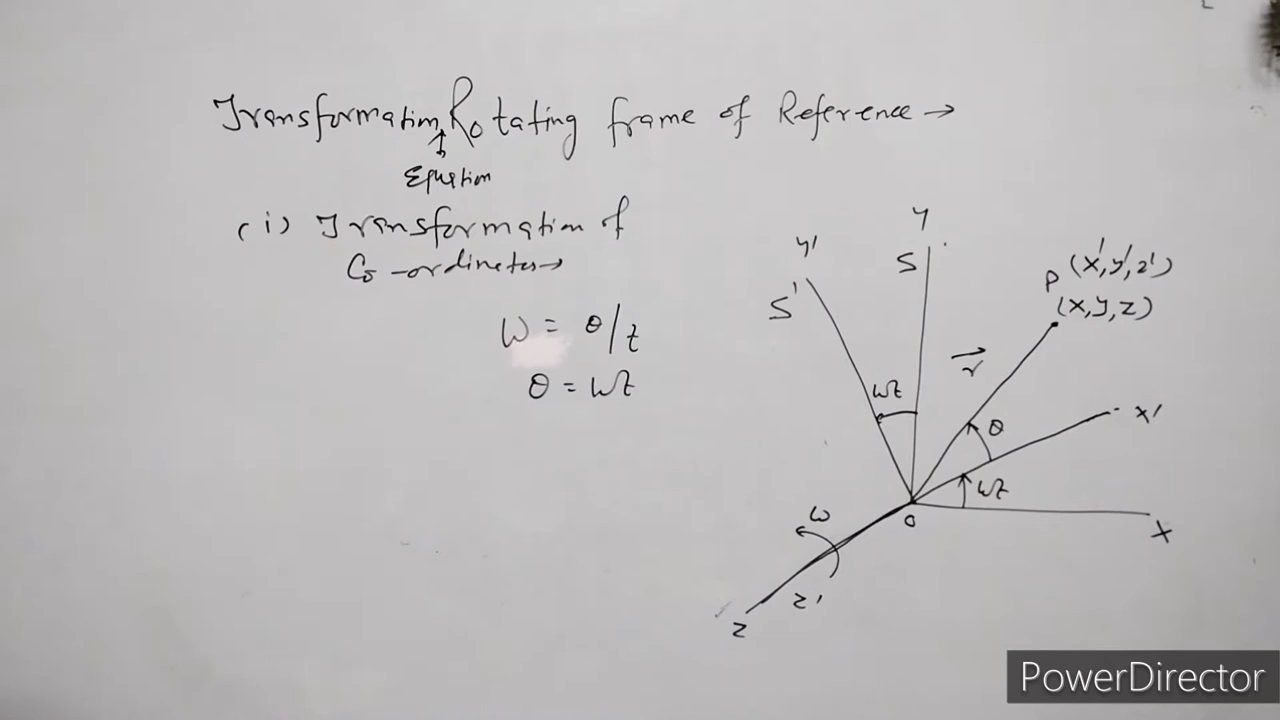 Transformation Rotating frame of Reference →
Equation
(i) Transformation of
Co-ordinates →
ω = θ/t
θ = ωt
y
y'
S
S'
P (x', y', z')
(x, y, z)
r
ωt
θ
x'
ωt
ω
o
x
z'
z
PowerDirector